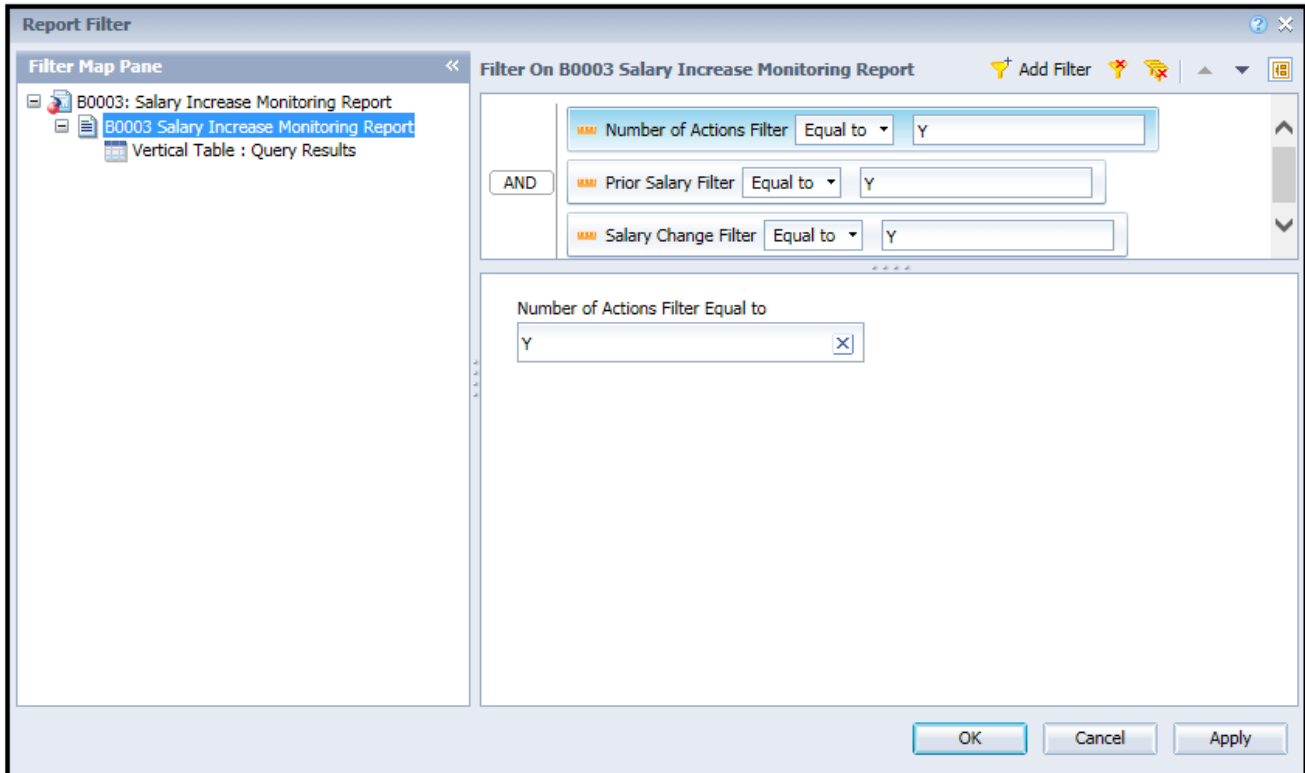 Report Filter
Filter Map Pane
B0003: Salary Increase Monitoring Report
B0003 Salary Increase Monitoring Report
Vertical Table : Query Results
Filter On B0003 Salary Increase Monitoring Report Add Filter
Number of Actions Filter Equal to Y
AND Prior Salary Filter Equal to Y
Salary Change Filter Equal to Y
Number of Actions Filter Equal to
Y
OK Cancel Apply